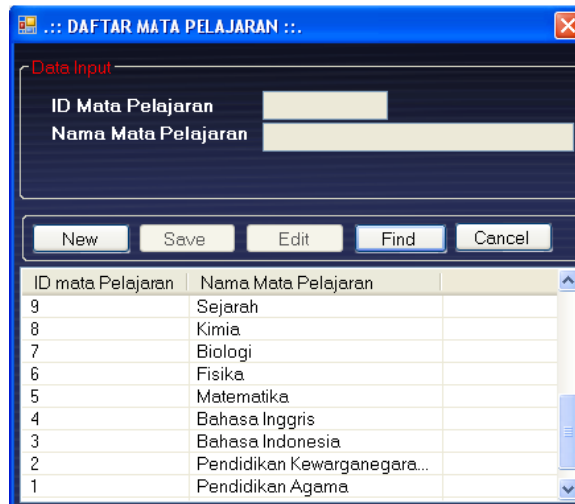 .:: DAFTAR MATA PELAJARAN ::.
Data Input
ID Mata Pelajaran
Nama Mata Pelajaran
New Save Edit Find Cancel
ID mata Pelajaran Nama Mata Pelajaran
9 Sejarah
8 Kimia
7 Biologi
6 Fisika
5 Matematika
4 Bahasa Inggris
3 Bahasa Indonesia
2 Pendidikan Kewarganegara...
1 Pendidikan Agama